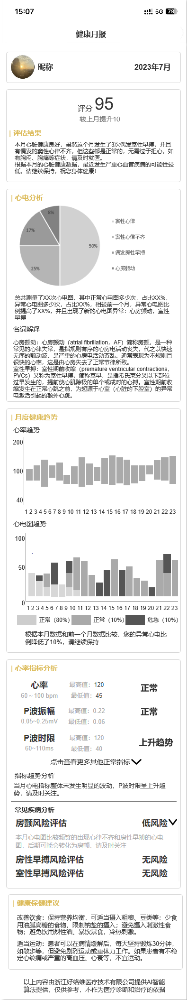 15:07
5G 79
健康月报
昵称
2023年7月
评分 95
较上月提升10
评估结果
本月心脏健康良好，虽然这个月发生了3次偶发室性早搏，并且
有偶发的窦性心律不齐，但这些都是正常的，无需过于担心，如
有胸闷、胸痛等症状，请及时就医。
根据本月的心脏健康数据，最近发生严重心血管疾病的可能性较
低，请继续保持，祝您身体健康！
心电分析
8%
17%
25%
50%
窦性心律
窦性心律不齐
偶发房性早搏
心房颤动
总共测量了XX次心电图，其中正常心电图多少次，占比XX%，
异常心电图多少次，占比XX%，相较前一个月，异常心电图比
例提高了XX%，并且出现了新的心电图异常：心房颤动，室性
早搏
名词解释
心房颤动：心房颤动（atrial fibrillation，AF）简称房颤，是一种
常见的心律失常，是指规则有序的心房电活动丧失，代之以快速
无序的颤动波，是严重的心房电活动紊乱。通常表现为不规则且
很快的心率，这是由心房失去了正常节律所致。
室性早搏：室性期前收缩（premature ventricular contractions，
PVCs）又称为室性早搏，简称室早，是指希氏束分叉以下部位
过早发生的，提前使心肌除极的单个或成对的心搏。室性期前收
缩发生在正常心跳之前，为起源于心室（心脏的下腔室）的异常
电激活引起的额外心跳。
月度健康趋势
心率趋势
200
100
40
1 2 3 4 5 6 7 8 9 10 11 12 13 14 15 16 17 18 19 20 21 22 23
心电图趋势
100
50
0
1 2 3 4 5 6 7 8 9 10 11 12 13 14 15 16 17 18 19 20 21 22 23
正常（80%） 正常（10%） 危急（10%）
根据本月数据和前一个月数据比较，您的异常心电比
例降低了10%，请继续保持
心率指标分析
心率 最高值：120 正常
60～100 bpm 最低值：45
P波振幅 最高值：0.22 正常
0.05~0.25mV 最低值：0.06
P波时限 最高值：120 上升趋势
60~110ms 最低值：40
点击查看更多其他正常指标
指标趋势分析
当月心电指标整体未发生明显的波动，P波时限呈上升趋
势，请及时关注。
常见疾病分析
房颤风险评估 低风险
本月心电图比较频繁的出现心律不齐和房性早搏的心电
图，后期可能会转化为房颤，请及时关注
房性早搏风险评估 无风险
室性早搏风险评估 无风险
健康保健建议
改善饮食：保持营养均衡，可适当摄入粗粮、豆类等；少食
用油腻高糖的食物，限制钠盐的摄入；避免摄入刺激性食
物；避免饮用烈性酒、暴饮暴食，冷热刺激。
适当运动：患者可以在病情缓解后，每天坚持锻炼30分钟，
如散步等，但避免剧烈运动或重体力工作。如果患者有不稳
定心绞痛或严重的高血压、心衰等，不宜运动。
以上内容由浙江好络维医疗技术有限公司提供AI智能
算法提供，仅供参考，不作为医疗诊断和治疗的依据